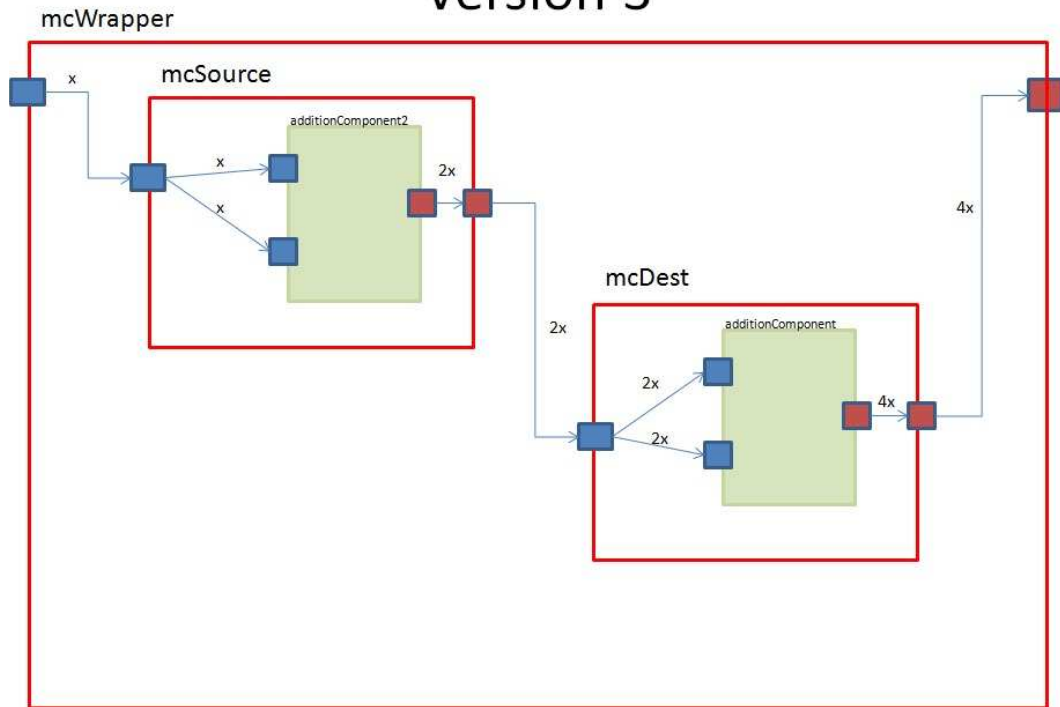 version 3
mcWrapper
x
mcSource
additionComponent2
x
2x
x
4x
mcDest
2x
additionComponent
2x
4x
2x